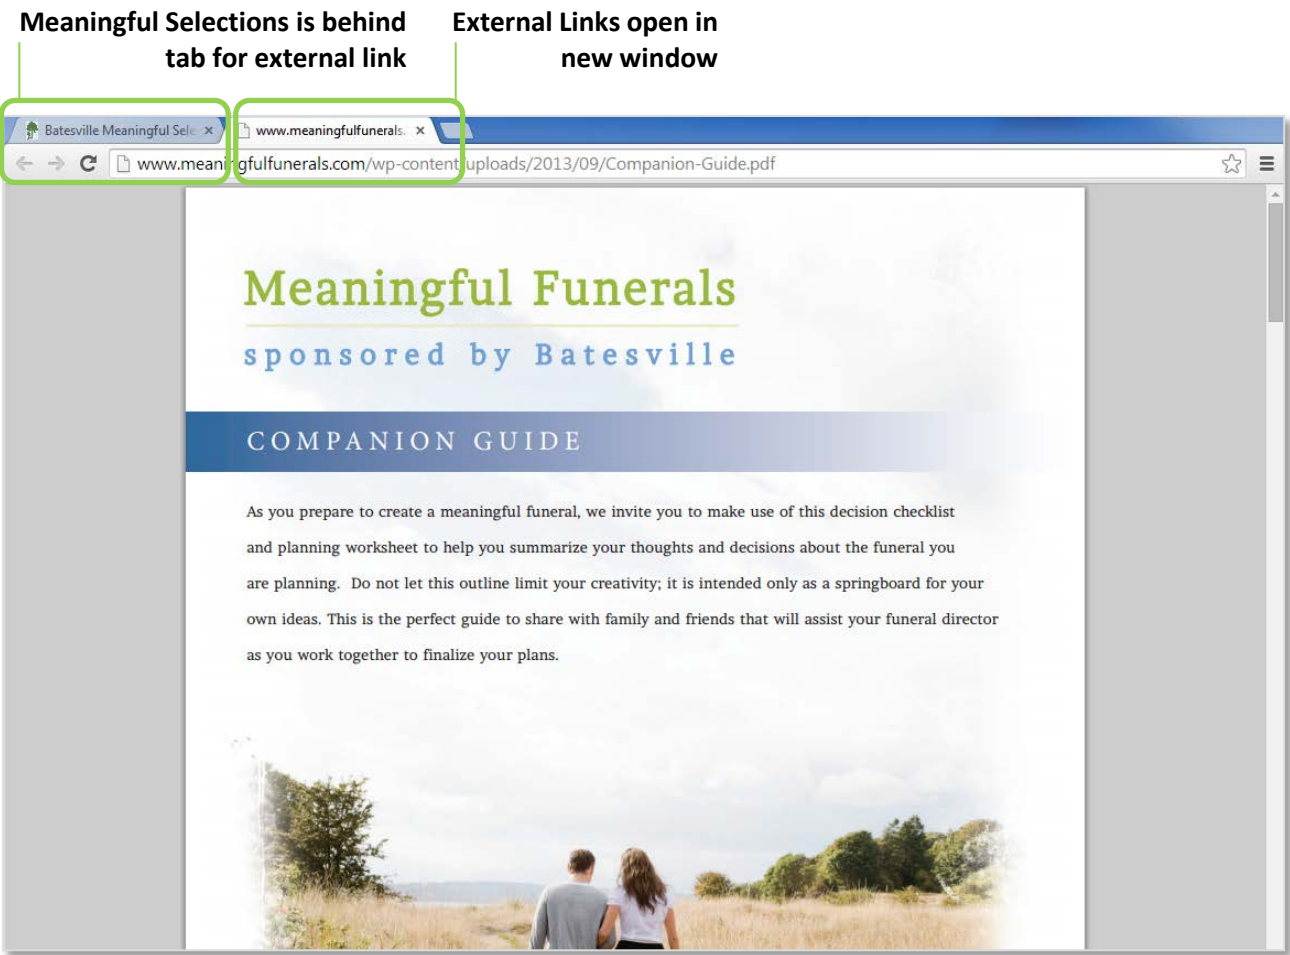 Meaningful Selections is behind
tab for external link
External Links open in
new window
Batesville Meaningful Sele
www.meaningfulfunerals.
www.meaningfulfunerals.com/wp-content/uploads/2013/09/Companion-Guide.pdf
Meaningful Funerals
sponsored by Batesville
COMPANION GUIDE
As you prepare to create a meaningful funeral, we invite you to make use of this decision checklist
and planning worksheet to help you summarize your thoughts and decisions about the funeral you
are planning.  Do not let this outline limit your creativity; it is intended only as a springboard for your
own ideas. This is the perfect guide to share with family and friends that will assist your funeral director
as you work together to finalize your plans.